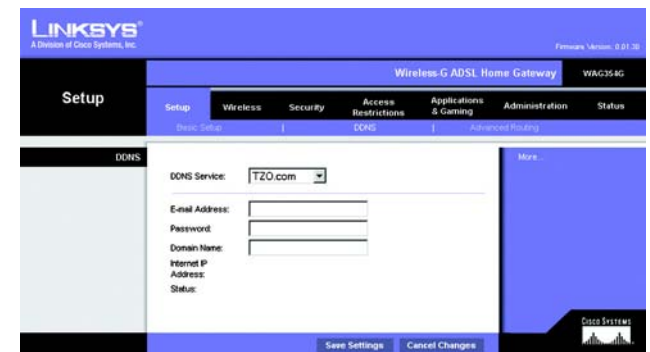 LINKSYS®
A Division of Cisco Systems, Inc.
Firmware Version: 0.01.30
Wireless-G ADSL Home Gateway WAG354G
Setup
Setup Wireless Security Access Restrictions Applications & Gaming Administration Status
Basic Setup | DDNS | Advanced Routing
DDNS
More...
DDNS Service: TZO.com
E-mail Address:
Password:
Domain Name:
Internet IP
Address:
Status:
Save Settings Cancel Changes
CISCO SYSTEMS